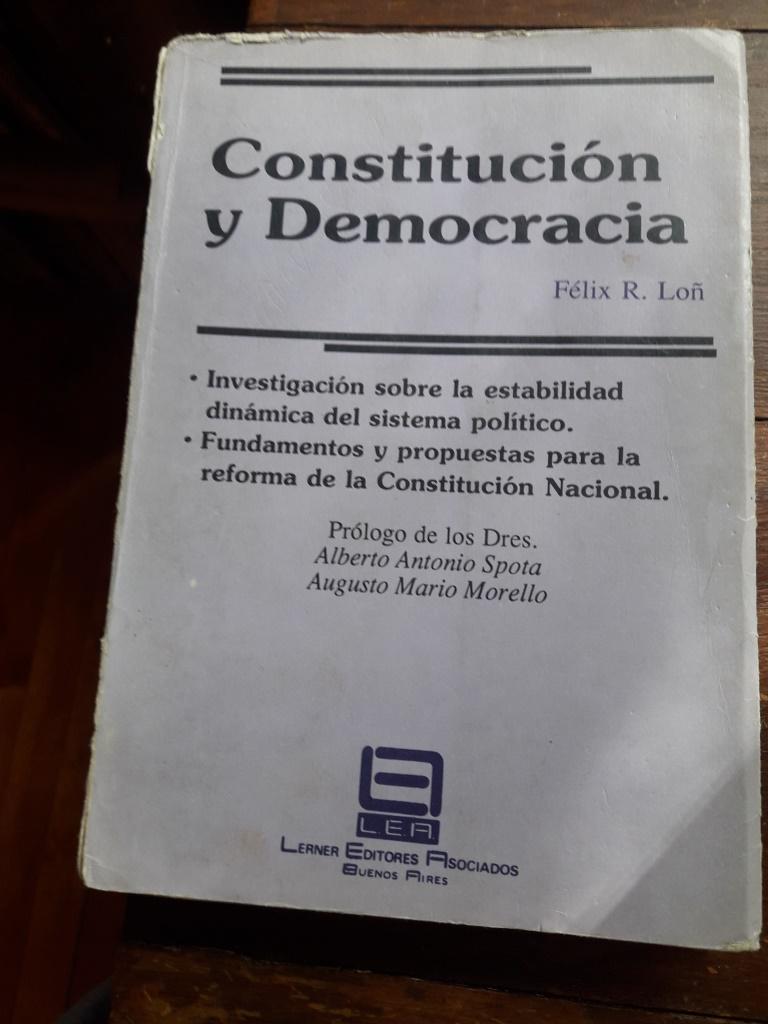 Constitución
y Democracia
Félix R. Loñ
• Investigación sobre la estabilidad
dinámica del sistema político.
• Fundamentos y propuestas para la
reforma de la Constitución Nacional.
Prólogo de los Dres.
Alberto Antonio Spota
Augusto Mario Morello
L.E.A.
LERNER EDITORES ASOCIADOS
BUENOS AIRES